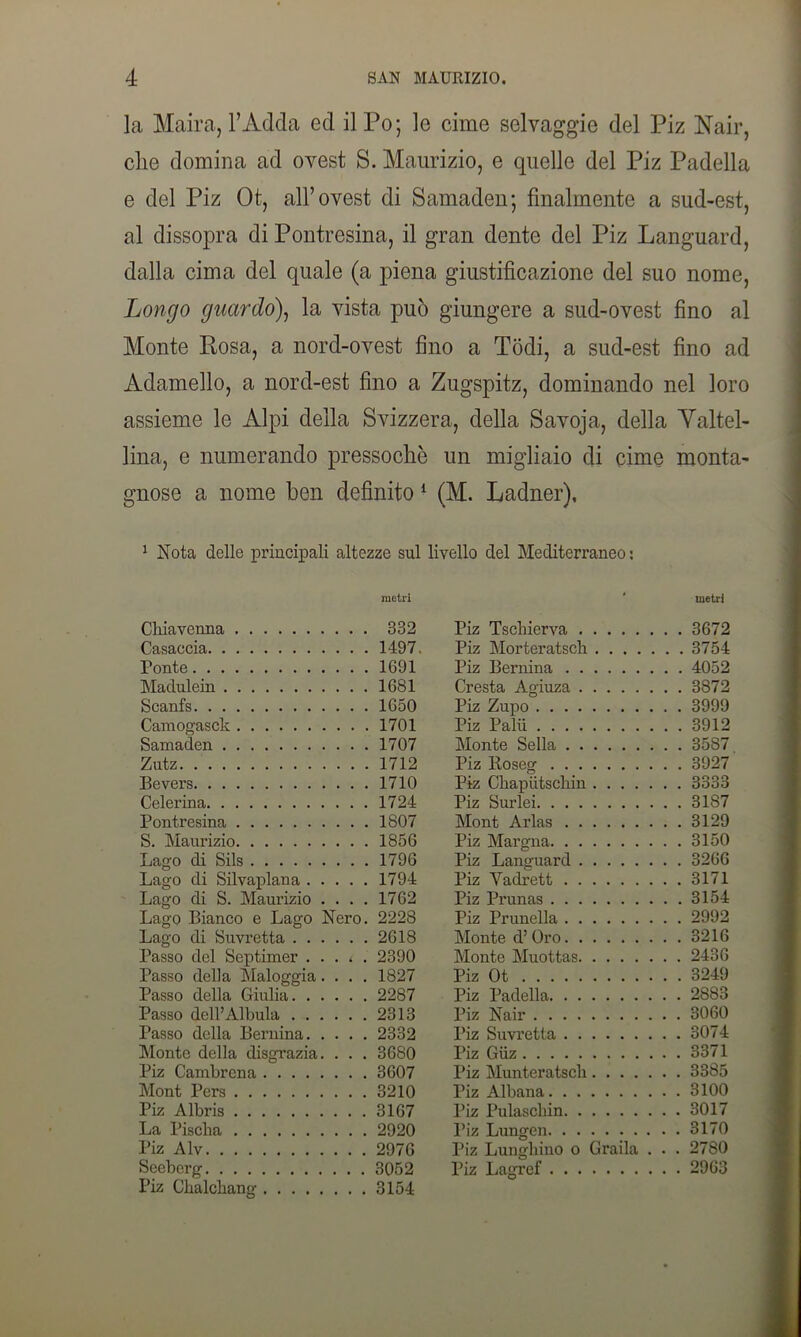 4 SAN MAURIZIO.
la Maira, l'Adda ed il Po; le cime selvaggie del Piz Nair,
che domina ad ovest S. Maurizio, e quelle del Piz Padella
e del Piz Ot, all'ovest di Samaden; finalmente a sud-est,
al dissopra di Pontresina, il gran dente del Piz Languard,
dalla cima del quale (a piena giustificazione del suo nome,
Longo guardo), la vista può giungere a sud-ovest fino al
Monte Rosa, a nord-ovest fino a Tödi, a sud-est fino ad
Adamello, a nord-est fino a Zugspitz, dominando nel loro
assieme le Alpi della Svizzera, della Savoja, della Valtel-
lina, e numerando pressochè un migliaio di cime monta-
gnose a nome ben definito ¹ (M. Ladner).
¹ Nota delle principali altezze sul livello del Mediterraneo:
metri
Chiavenna . . . . . . . . . . 332
Casaccia. . . . . . . . . . . . 1497.
Ponte . . . . . . . . . . . . . 1691
Madulein . . . . . . . . . . . 1681
Scanfs. . . . . . . . . . . . . 1650
Camogasck . . . . . . . . . . 1701
Samaden . . . . . . . . . . . 1707
Zutz. . . . . . . . . . . . . . 1712
Bevers. . . . . . . . . . . . . 1710
Celerina. . . . . . . . . . . . 1724
Pontresina . . . . . . . . . . 1807
S. Maurizio. . . . . . . . . . 1856
Lago di Sils . . . . . . . . . 1796
Lago di Silvaplana . . . . . 1794
Lago di S. Maurizio . . . . 1762
Lago Bianco e Lago Nero. 2228
Lago di Suvretta . . . . . . 2618
Passo del Septimer . . . . . 2390
Passo della Maloggia . . . . 1827
Passo della Giulia. . . . . . 2287
Passo dell'Albula . . . . . . 2313
Passo della Bernina. . . . . 2332
Monte della disgrazia. . . . 3680
Piz Cambrena . . . . . . . . 3607
Mont Pers . . . . . . . . . . 3210
Piz Albris . . . . . . . . . . 3167
La Pischa . . . . . . . . . . 2920
Piz Alv. . . . . . . . . . . . . 2976
Seeberg. . . . . . . . . . . . . 3052
Piz Chalchang . . . . . . . . 3154
metri
Piz Tschierva . . . . . . . . 3672
Piz Morteratsch . . . . . . . 3754
Piz Bernina . . . . . . . . . 4052
Cresta Agiuza . . . . . . . . 3872
Piz Zupo . . . . . . . . . . . 3999
Piz Palü . . . . . . . . . . . 3912
Monte Sella . . . . . . . . . 3587
Piz Roseg . . . . . . . . . . 3927
Piz Chapütschin . . . . . . . 3333
Piz Surlei. . . . . . . . . . . 3187
Mont Arlas . . . . . . . . . 3129
Piz Margna. . . . . . . . . . 3150
Piz Languard . . . . . . . . 3266
Piz Vadrett . . . . . . . . . 3171
Piz Prunas . . . . . . . . . . 3154
Piz Prunella . . . . . . . . . 2992
Monte d'Oro. . . . . . . . . 3216
Monte Muottas. . . . . . . . 2436
Piz Ot . . . . . . . . . . . . 3249
Piz Padella. . . . . . . . . . 2883
Piz Nair . . . . . . . . . . . 3060
Piz Suvretta . . . . . . . . . 3074
Piz Güz . . . . . . . . . . . . 3371
Piz Munteratsch . . . . . . . 3385
Piz Albana. . . . . . . . . . . 3100
Piz Pulaschin. . . . . . . . . 3017
Piz Lungen. . . . . . . . . . 3170
Piz Lunghino o Graila . . . 2780
Piz Lagref . . . . . . . . . . 2963